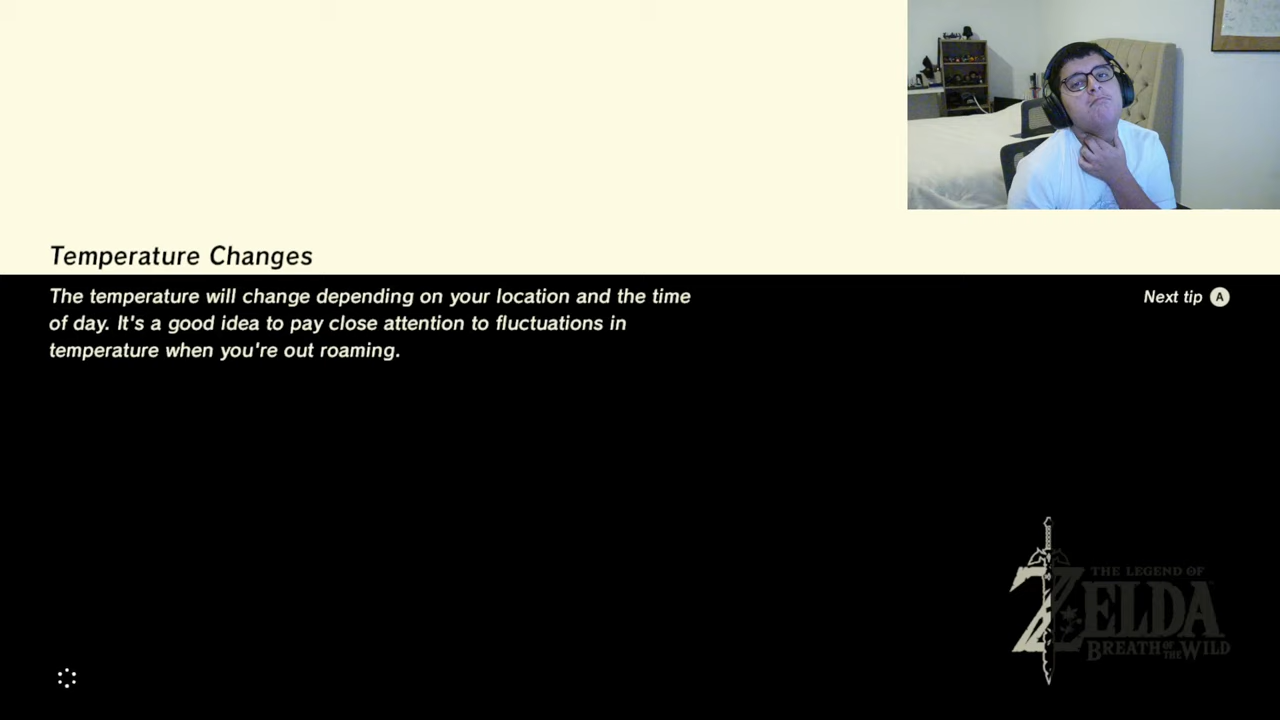 Temperature Changes
The temperature will change depending on your location and the time
of day. It's a good idea to pay close attention to fluctuations in
temperature when you're out roaming.
Next tip A
THE LEGEND OF
ZELDA
BREATH OF THE WILD